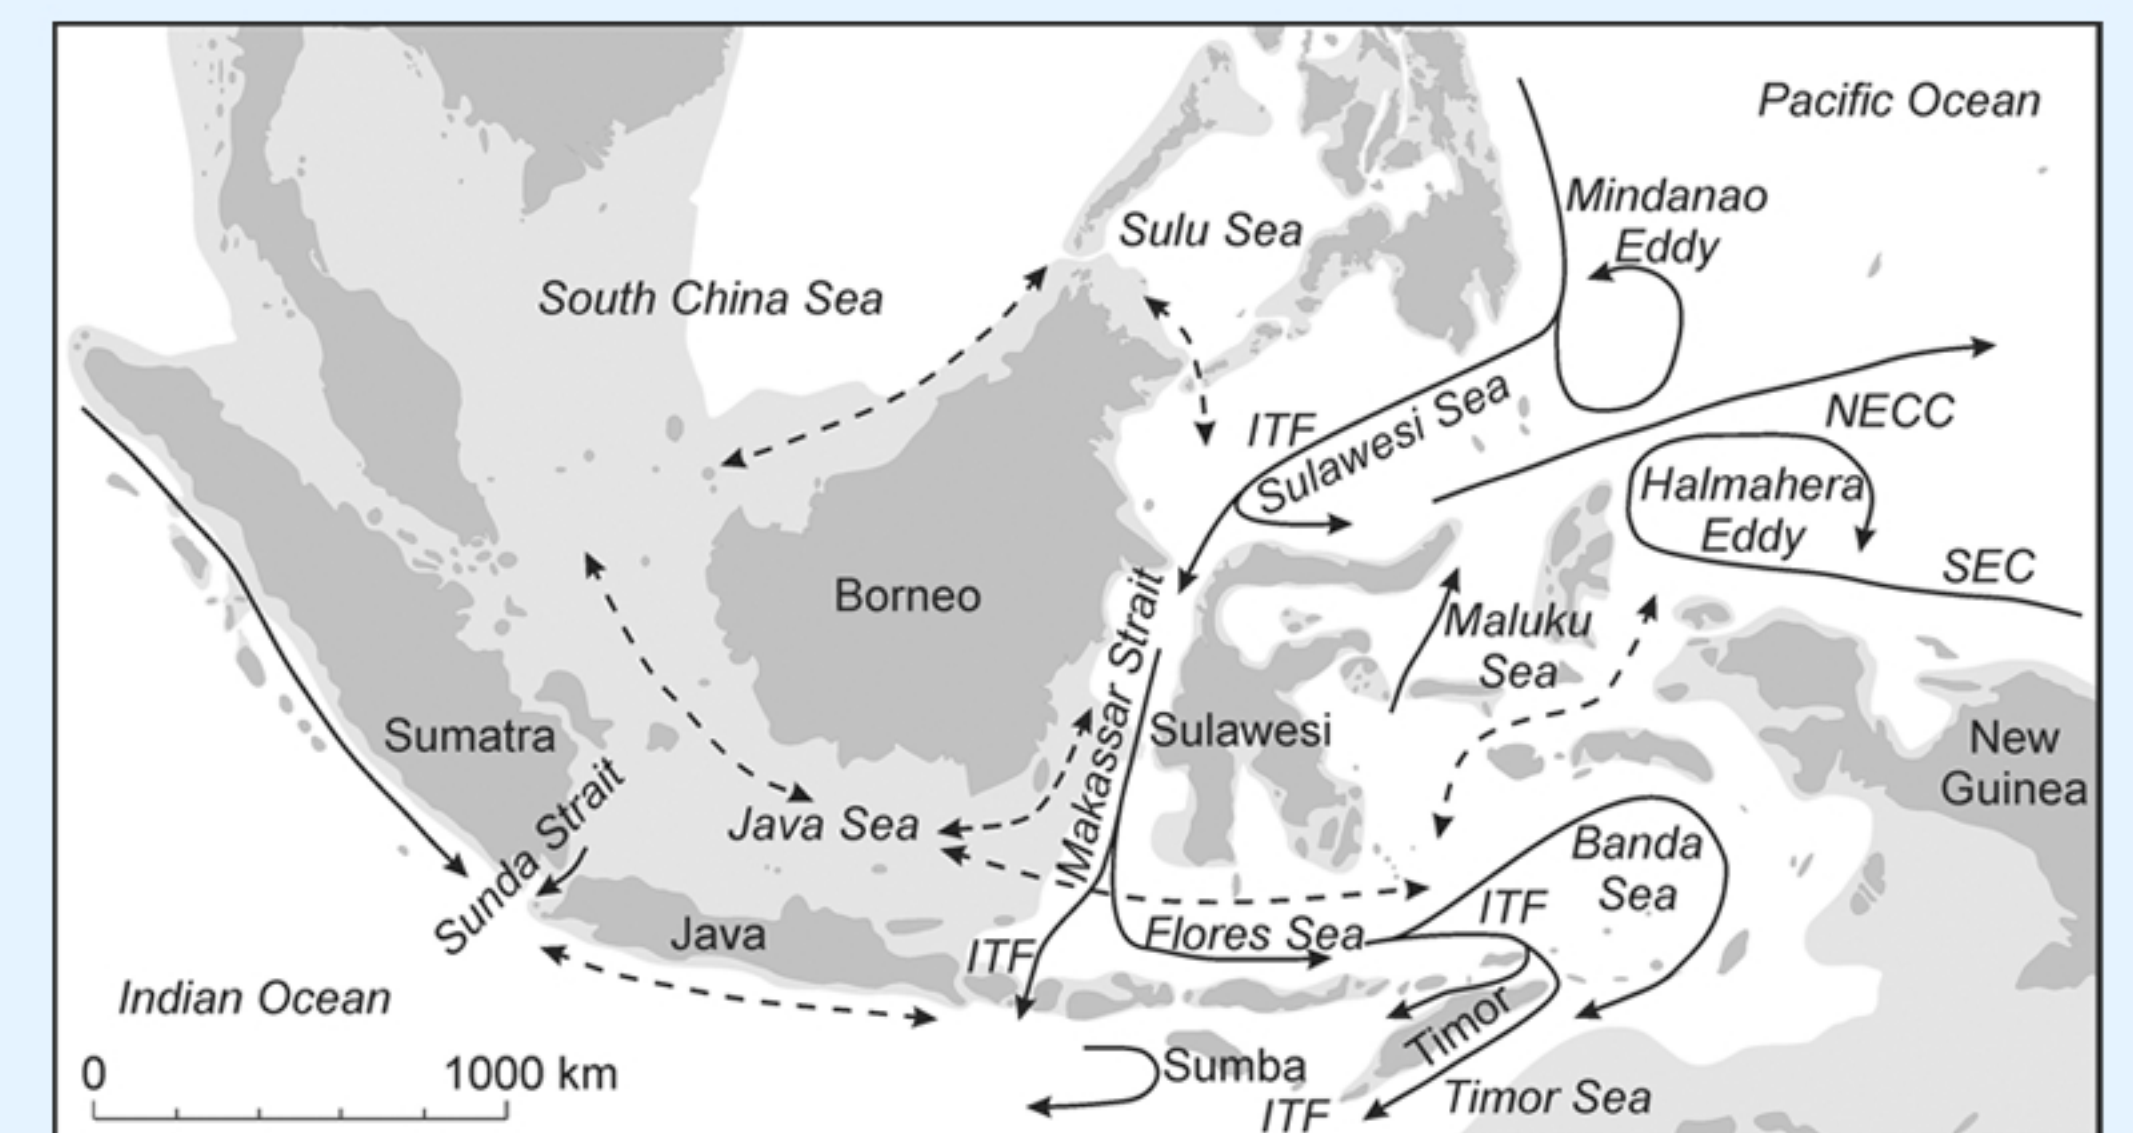 Pacific Ocean
Mindanao
Eddy
Sulu Sea
South China Sea
NECC
ITF
Sulawesi Sea
Halmahera
Eddy
SEC
Borneo
Makassar Strait
Maluku
Sea
Sumatra
Sulawesi
New
Guinea
Sunda Strait
Java Sea
Banda
Sea
ITF
Java
Flores Sea
ITF
Indian Ocean
Timor
Sumba
0 1000 km
ITF
Timor Sea